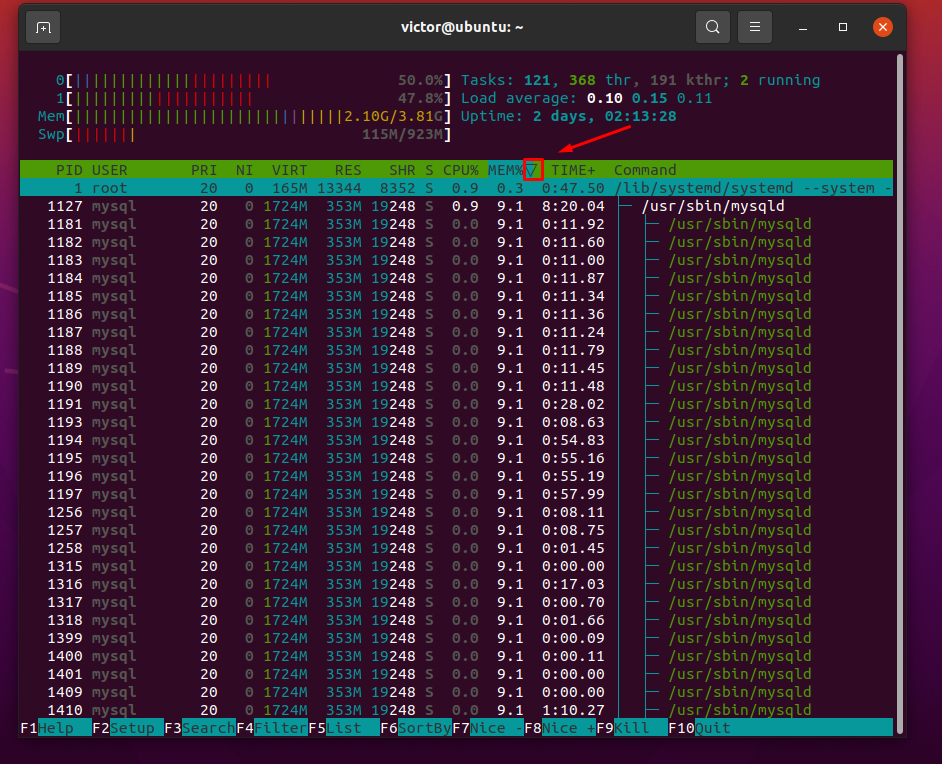 victor@ubuntu: ~
0[||||||||||||||||||||||                50.0%] Tasks: 121, 368 thr, 191 kthr; 2 running
1[||||||||||||||||||||                  47.8%] Load average: 0.10 0.15 0.11
Mem[||||||||||||||||||||||||||||||2.10G/3.81G] Uptime: 2 days, 02:13:28
Swp[|||||||                         115M/923M]
PID USER PRI NI VIRT RES SHR S CPU% MEM%▽ TIME+ Command
1 root 20 0 165M 13344 8352 S 0.9 0.3 0:47.50 /lib/systemd/systemd --system -
1127 mysql 20 0 1724M 353M 19248 S 0.9 9.1 8:20.04 ├─ /usr/sbin/mysqld
1181 mysql 20 0 1724M 353M 19248 S 0.0 9.1 0:11.92 │ ├─ /usr/sbin/mysqld
1182 mysql 20 0 1724M 353M 19248 S 0.0 9.1 0:11.60 │ ├─ /usr/sbin/mysqld
1183 mysql 20 0 1724M 353M 19248 S 0.0 9.1 0:11.00 │ ├─ /usr/sbin/mysqld
1184 mysql 20 0 1724M 353M 19248 S 0.0 9.1 0:11.87 │ ├─ /usr/sbin/mysqld
1185 mysql 20 0 1724M 353M 19248 S 0.0 9.1 0:11.34 │ ├─ /usr/sbin/mysqld
1186 mysql 20 0 1724M 353M 19248 S 0.0 9.1 0:11.36 │ ├─ /usr/sbin/mysqld
1187 mysql 20 0 1724M 353M 19248 S 0.0 9.1 0:11.24 │ ├─ /usr/sbin/mysqld
1188 mysql 20 0 1724M 353M 19248 S 0.0 9.1 0:11.79 │ ├─ /usr/sbin/mysqld
1189 mysql 20 0 1724M 353M 19248 S 0.0 9.1 0:11.45 │ ├─ /usr/sbin/mysqld
1190 mysql 20 0 1724M 353M 19248 S 0.0 9.1 0:11.48 │ ├─ /usr/sbin/mysqld
1191 mysql 20 0 1724M 353M 19248 S 0.0 9.1 0:28.02 │ ├─ /usr/sbin/mysqld
1193 mysql 20 0 1724M 353M 19248 S 0.0 9.1 0:08.63 │ ├─ /usr/sbin/mysqld
1194 mysql 20 0 1724M 353M 19248 S 0.0 9.1 0:54.83 │ ├─ /usr/sbin/mysqld
1195 mysql 20 0 1724M 353M 19248 S 0.0 9.1 0:55.16 │ ├─ /usr/sbin/mysqld
1196 mysql 20 0 1724M 353M 19248 S 0.0 9.1 0:55.19 │ ├─ /usr/sbin/mysqld
1197 mysql 20 0 1724M 353M 19248 S 0.0 9.1 0:57.99 │ ├─ /usr/sbin/mysqld
1256 mysql 20 0 1724M 353M 19248 S 0.0 9.1 0:08.11 │ ├─ /usr/sbin/mysqld
1257 mysql 20 0 1724M 353M 19248 S 0.0 9.1 0:08.75 │ ├─ /usr/sbin/mysqld
1258 mysql 20 0 1724M 353M 19248 S 0.0 9.1 0:01.45 │ ├─ /usr/sbin/mysqld
1315 mysql 20 0 1724M 353M 19248 S 0.0 9.1 0:00.00 │ ├─ /usr/sbin/mysqld
1316 mysql 20 0 1724M 353M 19248 S 0.0 9.1 0:17.03 │ ├─ /usr/sbin/mysqld
1317 mysql 20 0 1724M 353M 19248 S 0.0 9.1 0:00.70 │ ├─ /usr/sbin/mysqld
1318 mysql 20 0 1724M 353M 19248 S 0.0 9.1 0:01.66 │ ├─ /usr/sbin/mysqld
1399 mysql 20 0 1724M 353M 19248 S 0.0 9.1 0:00.09 │ ├─ /usr/sbin/mysqld
1400 mysql 20 0 1724M 353M 19248 S 0.0 9.1 0:00.11 │ ├─ /usr/sbin/mysqld
1401 mysql 20 0 1724M 353M 19248 S 0.0 9.1 0:00.00 │ ├─ /usr/sbin/mysqld
1409 mysql 20 0 1724M 353M 19248 S 0.0 9.1 0:00.00 │ ├─ /usr/sbin/mysqld
1410 mysql 20 0 1724M 353M 19248 S 0.0 9.1 1:10.27 │ ├─ /usr/sbin/mysqld
F1Help F2Setup F3SearchF4FilterF5List F6SortByF7Nice -F8Nice +F9Kill F10Quit